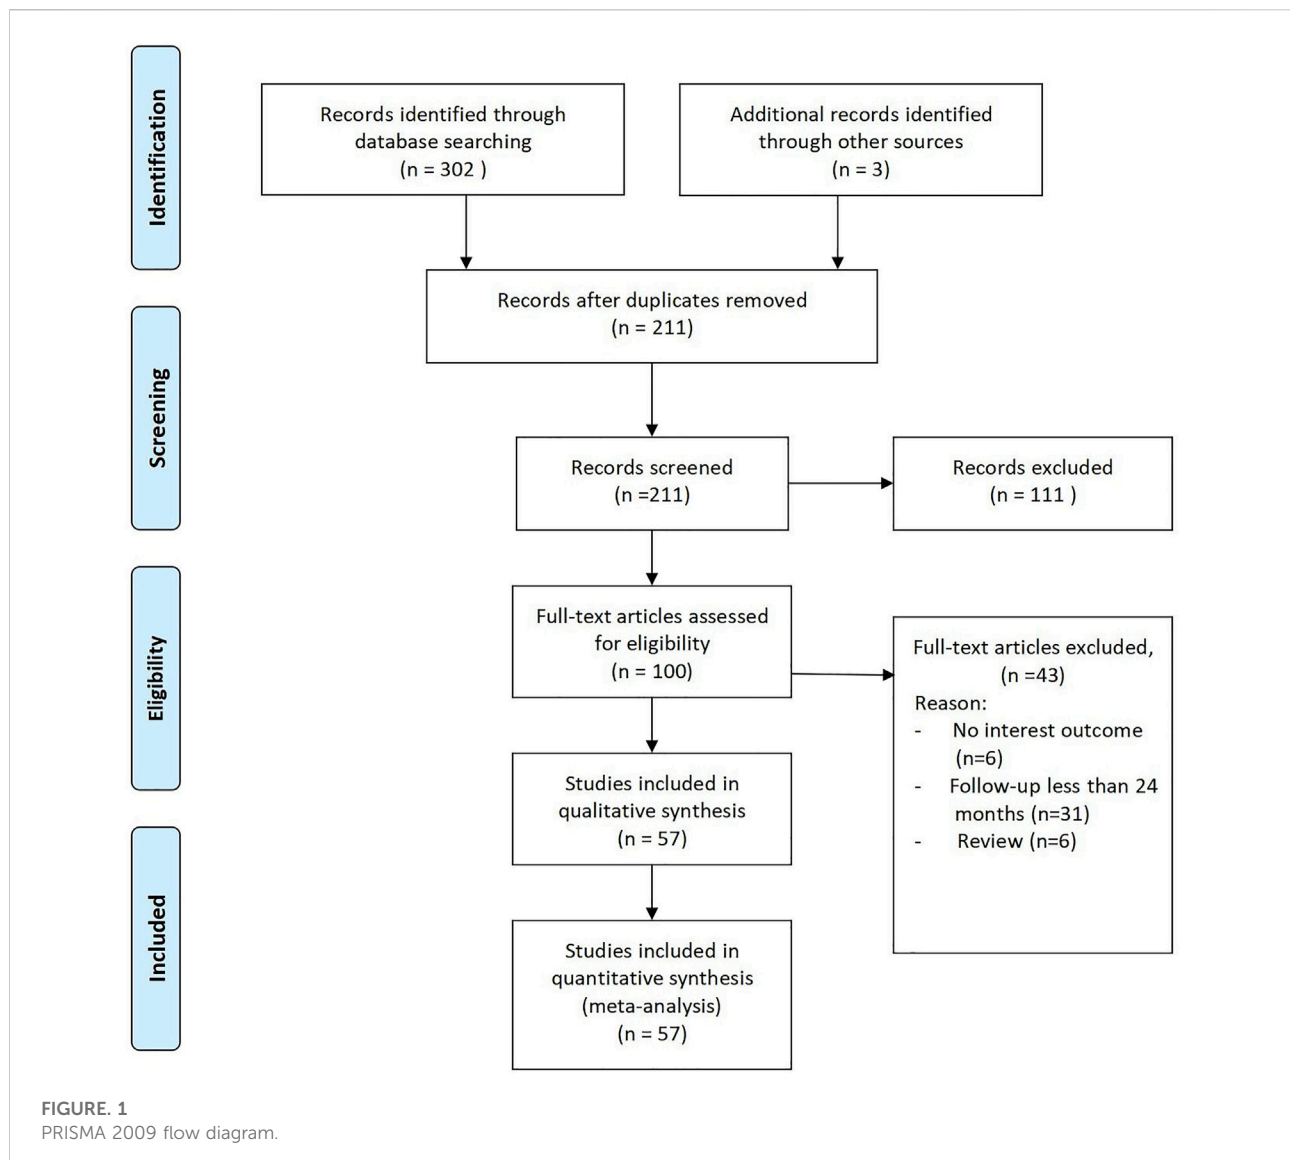 Identification
Records identified through
database searching
(n = 302 )
Additional records identified
through other sources
(n = 3)
Records after duplicates removed
(n = 211)
Screening
Records screened
(n =211)
Records excluded
(n = 111 )
Eligibility
Full-text articles assessed
for eligibility
(n = 100)
Full-text articles excluded,
(n =43)
Reason:
- No interest outcome
(n=6)
- Follow-up less than 24
months (n=31)
- Review (n=6)
Studies included in
qualitative synthesis
(n = 57)
Included
Studies included in
quantitative synthesis
(meta-analysis)
(n = 57)
FIGURE. 1
PRISMA 2009 flow diagram.